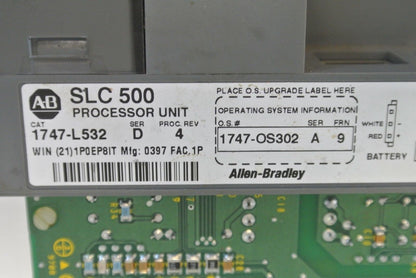 AB
SLC 500
PROCESSOR UNIT
CAT SER PROC. REV
1747-L532 D 4
WIN (21)1P0EP8IT Mfg: 0397 FAC.1P
PLACE O.S. UPGRADE LABEL HERE
OPERATING SYSTEM INFORMATION
O.S.# SER FRN
1747-OS302 A 9
Allen-Bradley
WHITE -
RED +
BATTERY
C18